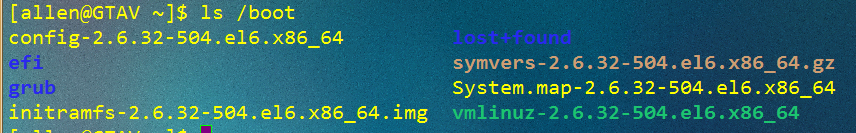 [allen@GTAV ~]$ ls /boot
config-2.6.32-504.el6.x86_64 lost+found
efi symvers-2.6.32-504.el6.x86_64.gz
grub System.map-2.6.32-504.el6.x86_64
initramfs-2.6.32-504.el6.x86_64.img vmlinuz-2.6.32-504.el6.x86_64
[allen@GTAV ~]$